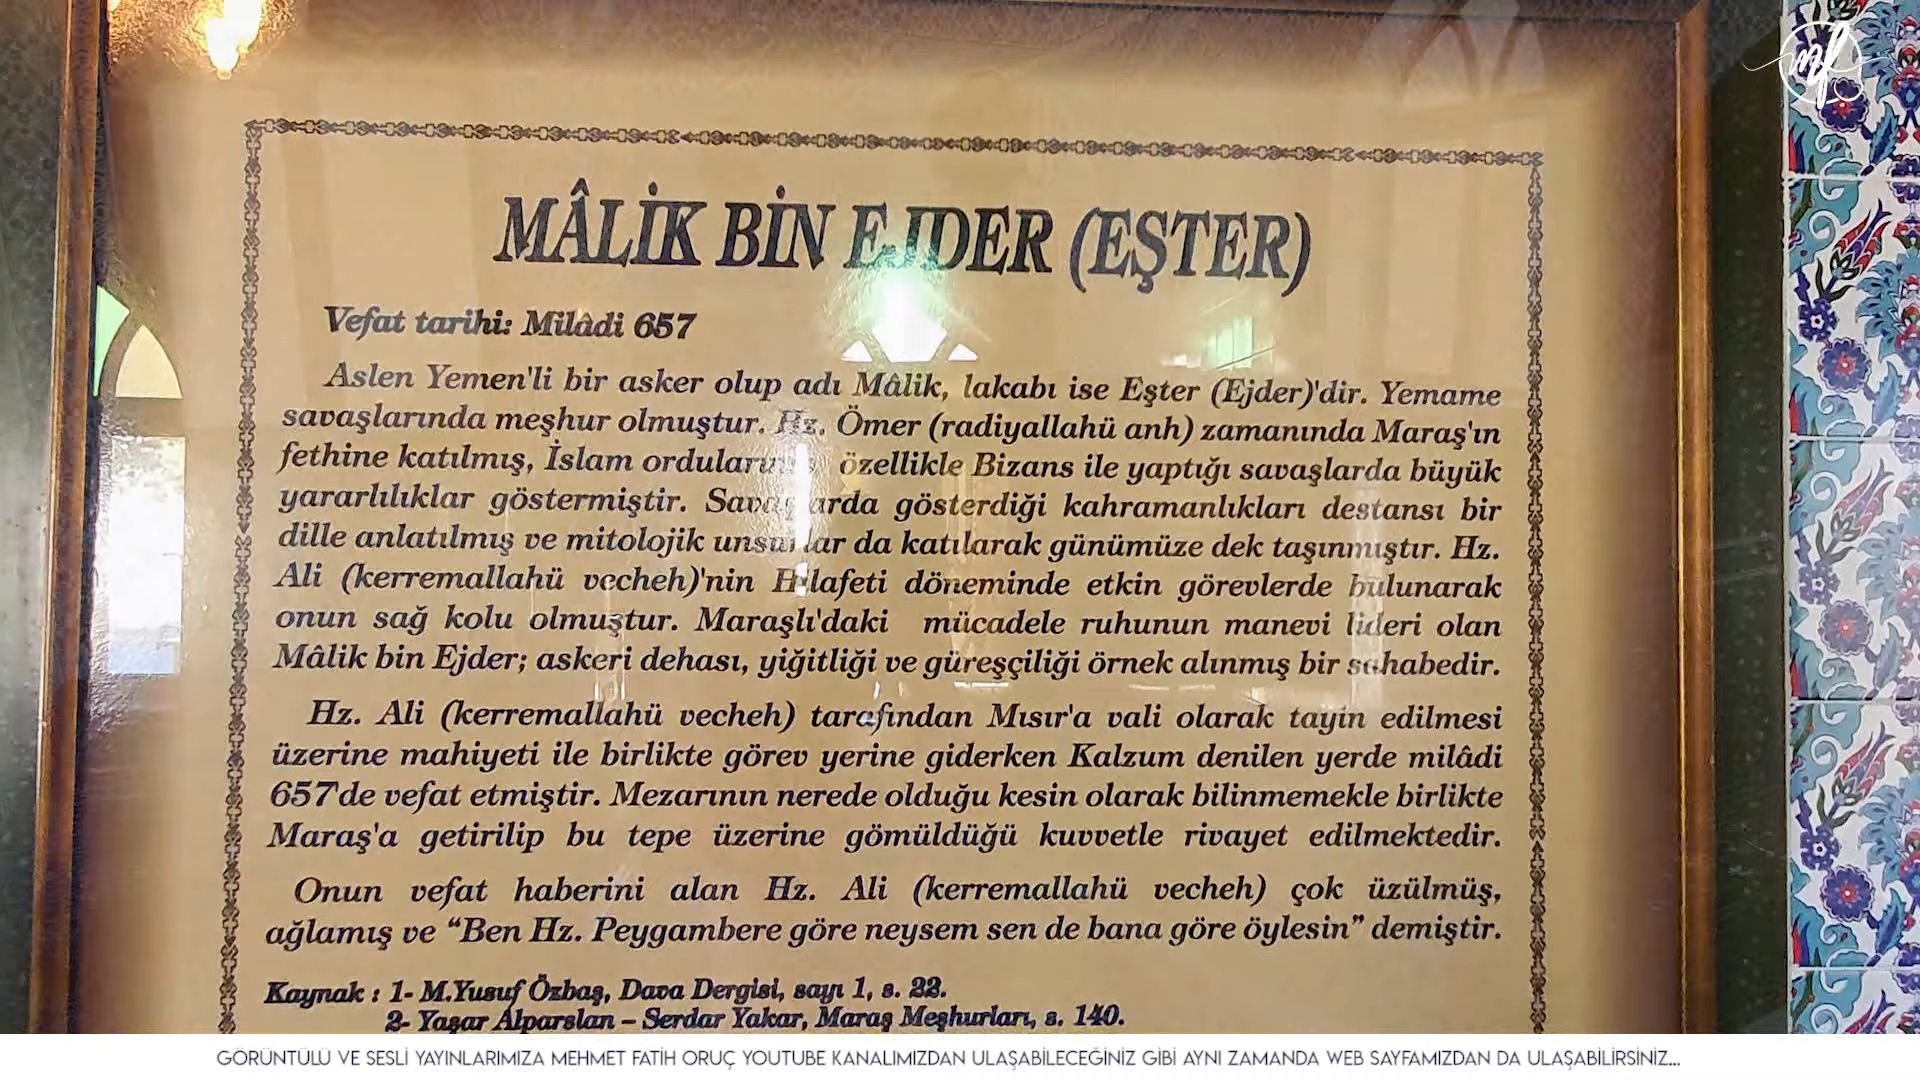 MÂLİK BİN EJDER (EŞTER)
Vefat tarihi: Milâdi 657
Aslen Yemen'li bir asker olup adı Mâlik, lakabı ise Eşter (Ejder)'dir. Yemame
savaşlarında meşhur olmuştur. Hz. Ömer (radiyallahü anh) zamanında Maraş'ın
fethine katılmış, İslam özellikle Bizans ile yaptığı savaşlarda büyük
yararlılıklar göstermiştir. Savaşlarda gösterdiği kahramanlıkları destansı bir
dille anlatılmış ve mitolojik unsurlar da katılarak günümüze dek taşınmıştır. Hz.
Ali (kerremallahü vecheh)'nin Hilafeti döneminde etkin görevlerde bulunarak
onun sağ kolu olmuştur. Maraşlı'daki mücadele ruhunun manevi lideri olan
Mâlik bin Ejder; askeri dehası, yiğitliği ve güreşçiliği örnek alınmış bir sahabedir.
Hz. Ali (kerremallahü vecheh) tarafından Mısır'a vali olarak tayin edilmesi
üzerine mahiyeti ile birlikte görev yerine giderken Kalzum denilen yerde milâdi
657'de vefat etmiştir. Mezarının nerede olduğu kesin olarak bilinmemekle birlikte
Maraş'a getirilip bu tepe üzerine gömüldüğü kuvvetle rivayet edilmektedir.
Onun vefat haberini alan Hz. Ali (kerremallahü vecheh) çok üzülmüş,
ağlamış ve “Ben Hz. Peygambere göre neysem sen de bana göre öylesin” demiştir.
Kaynak : 1- M.Yusuf Özbaş, Dava Dergisi, sayı 1, s. 22.
2- Yaşar Alparslan – Serdar Yakar, Maraş Meşhurları, s. 140.
GÖRÜNTÜLÜ VE SESLİ YAYINLARIMIZA MEHMET FATİH ORUÇ YOUTUBE KANALIMIZDAN ULAŞABİLECEĞİNİZ GİBİ AYNI ZAMANDA WEB SAYFAMIZDAN DA ULAŞABİLİRSİNİZ...